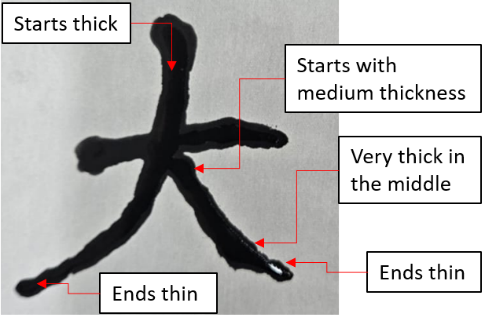 Starts thick
大
Starts with
medium thickness
Very thick in
the middle
Ends thin
Ends thin